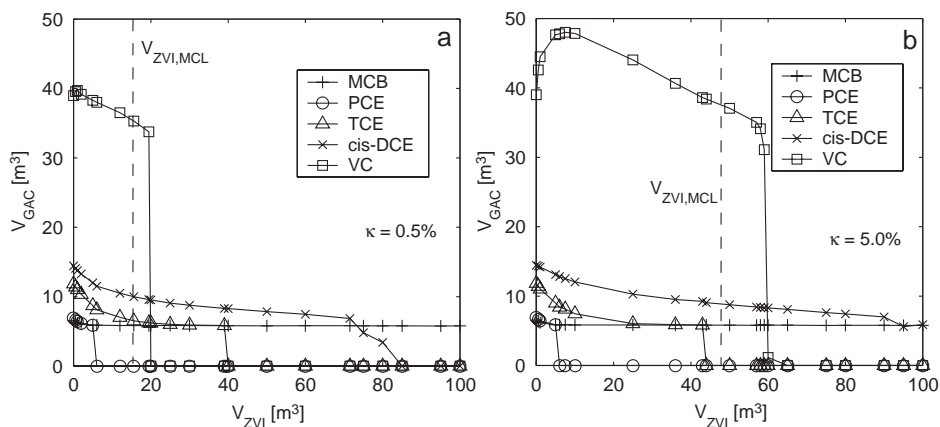 a
V_ZVI,MCL
MCB
PCE
TCE
cis-DCE
VC
κ = 0.5%
V_GAC [m³]
50
40
30
20
10
0
0 20 40 60 80 100
V_ZVI [m³]
b
MCB
PCE
TCE
cis-DCE
VC
V_ZVI,MCL
κ = 5.0%
V_GAC [m³]
50
40
30
20
10
0
0 20 40 60 80 100
V_ZVI [m³]